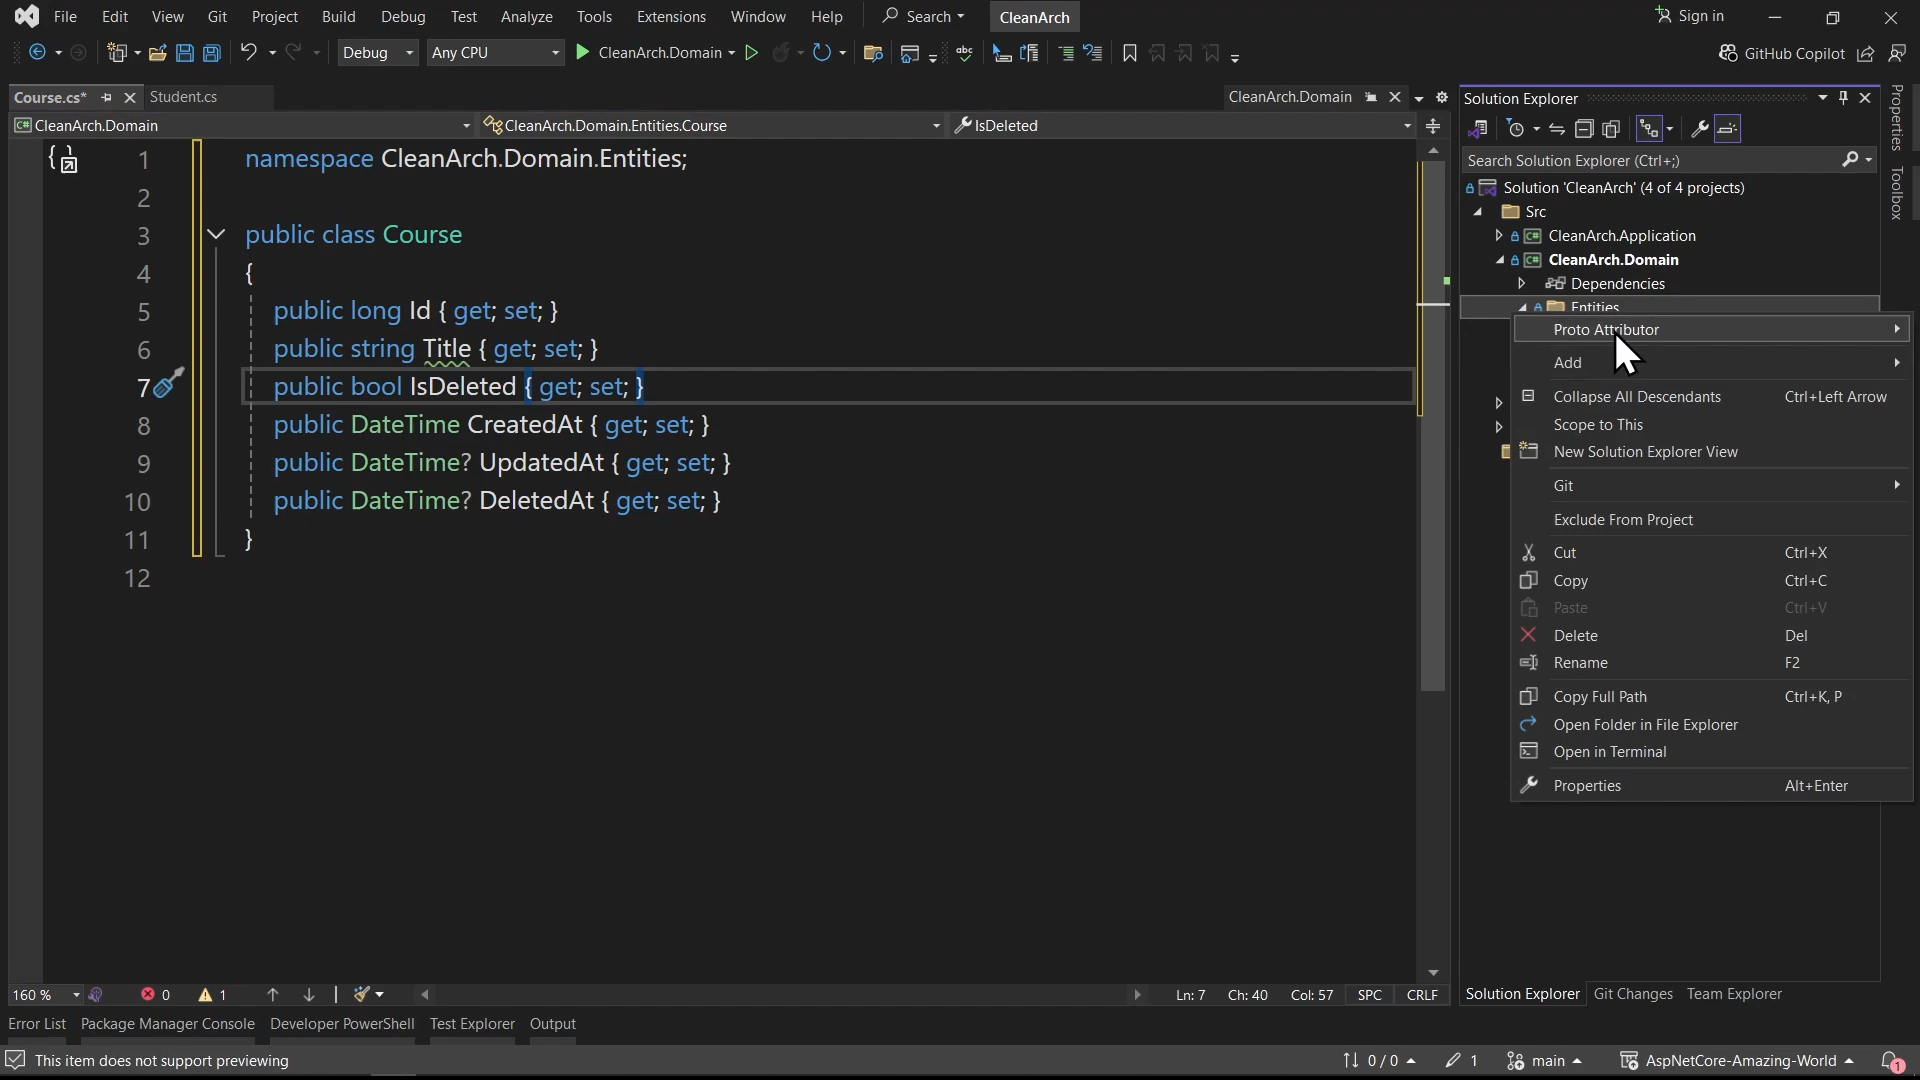 File Edit View Git Project Build Debug Test Analyze Tools Extensions Window Help Search CleanArch Sign in
Debug Any CPU CleanArch.Domain abc GitHub Copilot
Course.cs* Student.cs CleanArch.Domain
CleanArch.Domain CleanArch.Domain.Entities.Course IsDeleted
1 namespace CleanArch.Domain.Entities;
2
3 public class Course
4 {
5 public long Id { get; set; }
6 public string Title { get; set; }
7 public bool IsDeleted { get; set; }
8 public DateTime CreatedAt { get; set; }
9 public DateTime? UpdatedAt { get; set; }
10 public DateTime? DeletedAt { get; set; }
11 }
12
Solution Explorer
Search Solution Explorer (Ctrl+;)
Solution 'CleanArch' (4 of 4 projects)
Src
C# CleanArch.Application
C# CleanArch.Domain
Dependencies
Entities
Proto Attributor
Add
Collapse All Descendants Ctrl+Left Arrow
Scope to This
New Solution Explorer View
Git
Exclude From Project
Cut Ctrl+X
Copy Ctrl+C
Paste Ctrl+V
Delete Del
Rename F2
Copy Full Path Ctrl+K, P
Open Folder in File Explorer
Open in Terminal
Properties Alt+Enter
Properties
Toolbox
160 % 0 1 Ln: 7 Ch: 40 Col: 57 SPC CRLF
Solution Explorer Git Changes Team Explorer
Error List Package Manager Console Developer PowerShell Test Explorer Output
This item does not support previewing 0 / 0 1 main AspNetCore-Amazing-World 1